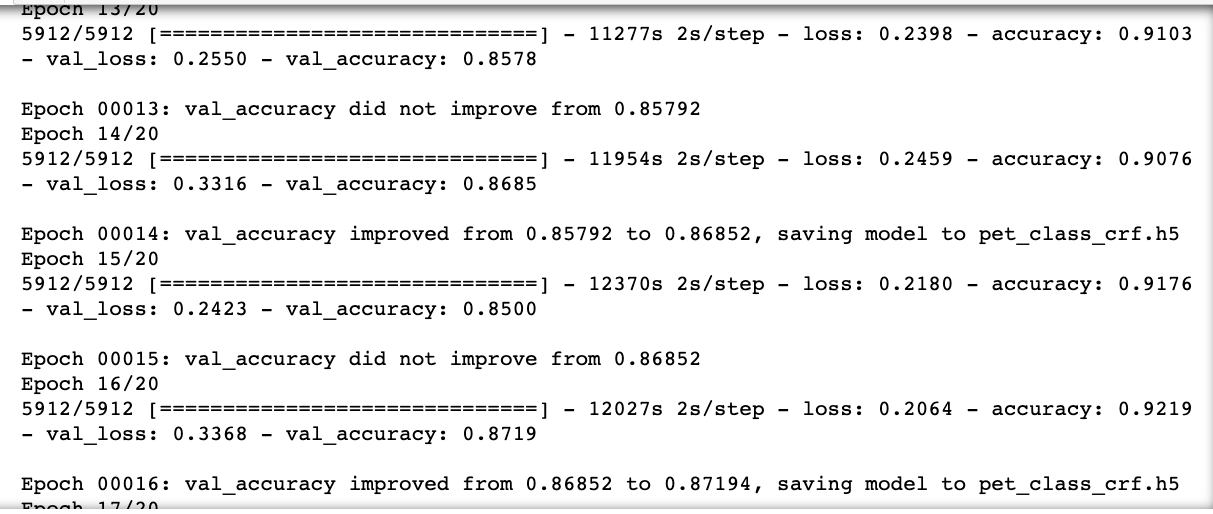 Epoch 13/20
5912/5912 [==============================] - 11277s 2s/step - loss: 0.2398 - accuracy: 0.9103
- val_loss: 0.2550 - val_accuracy: 0.8578
Epoch 00013: val_accuracy did not improve from 0.85792
Epoch 14/20
5912/5912 [==============================] - 11954s 2s/step - loss: 0.2459 - accuracy: 0.9076
- val_loss: 0.3316 - val_accuracy: 0.8685
Epoch 00014: val_accuracy improved from 0.85792 to 0.86852, saving model to pet_class_crf.h5
Epoch 15/20
5912/5912 [==============================] - 12370s 2s/step - loss: 0.2180 - accuracy: 0.9176
- val_loss: 0.2423 - val_accuracy: 0.8500
Epoch 00015: val_accuracy did not improve from 0.86852
Epoch 16/20
5912/5912 [==============================] - 12027s 2s/step - loss: 0.2064 - accuracy: 0.9219
- val_loss: 0.3368 - val_accuracy: 0.8719
Epoch 00016: val_accuracy improved from 0.86852 to 0.87194, saving model to pet_class_crf.h5
Epoch 17/20